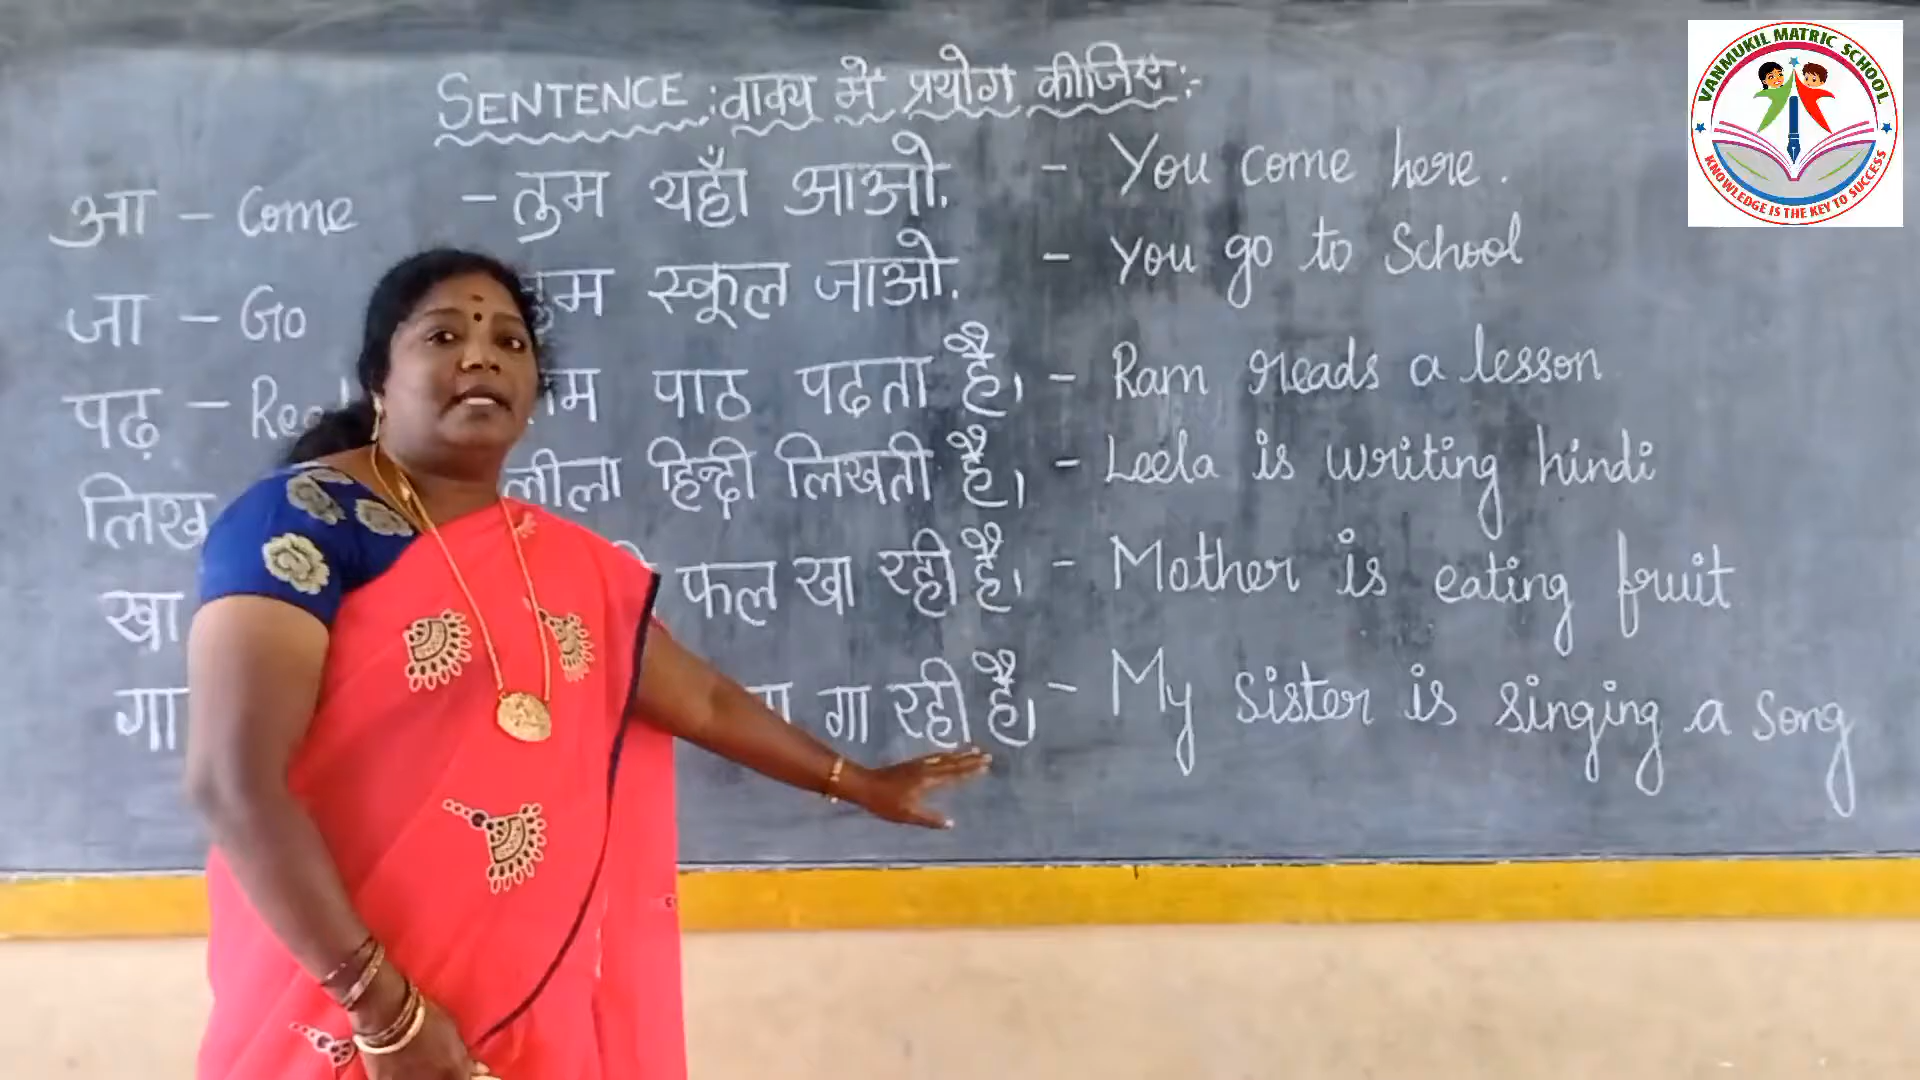 SENTENCE : वाक्य में प्रयोग कीजिए :-
आ - Come - तुम यहाँ आओ. - You come here.
जा - Go स्कूल जाओ. - You go to School
पढ़ - पाठ पढता है। - Ram reads a lesson
लिख लीला हिन्दी लिखती है। - Leela is writing hindi
खा फल खा रही है। - Mother is eating fruit
गा गा रही है। - My sister is singing a song
VANMUKIL MATRIC SCHOOL
KNOWLEDGE IS THE KEY TO SUCCESS